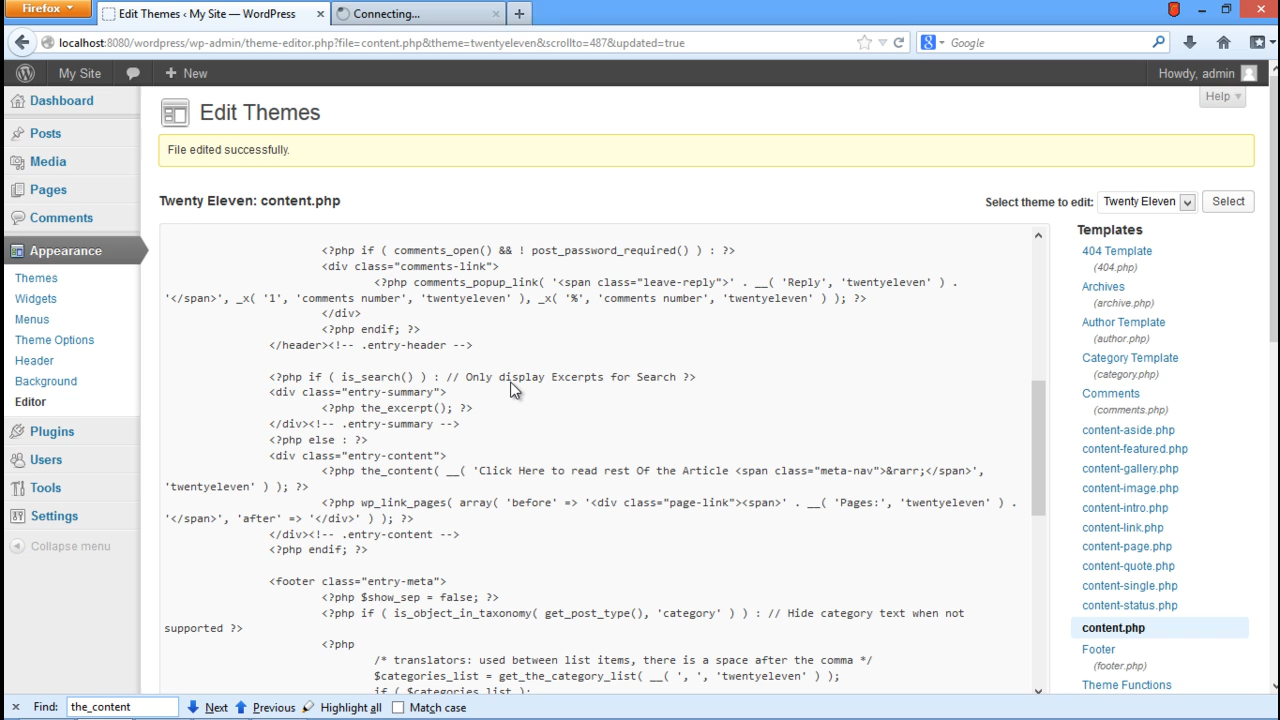 Firefox
Edit Themes ‹ My Site — WordPress
Connecting...
localhost:8080/wordpress/wp-admin/theme-editor.php?file=content.php&theme=twentyeleven&scrollto=487&updated=true
Google
My Site
New
Howdy, admin
Dashboard
Posts
Media
Pages
Comments
Appearance
Themes
Widgets
Menus
Theme Options
Header
Background
Editor
Plugins
Users
Tools
Settings
Collapse menu
Help
Edit Themes
File edited successfully.
Twenty Eleven: content.php
Select theme to edit: Twenty Eleven Select
<?php if ( comments_open() && ! post_password_required() ) : ?>
<div class="comments-link">
<?php comments_popup_link( '<span class="leave-reply">' . __( 'Reply', 'twentyeleven' ) .
'</span>', _x( '1', 'comments number', 'twentyeleven' ), _x( '%', 'comments number', 'twentyeleven' ) ); ?>
</div>
<?php endif; ?>
</header><!-- .entry-header -->
<?php if ( is_search() ) : // Only display Excerpts for Search ?>
<div class="entry-summary">
<?php the_excerpt(); ?>
</div><!-- .entry-summary -->
<?php else : ?>
<div class="entry-content">
<?php the_content( __( 'Click Here to read rest Of the Article <span class="meta-nav">&rarr;</span>',
'twentyeleven' ) ); ?>
<?php wp_link_pages( array( 'before' => '<div class="page-link"><span>' . __( 'Pages:', 'twentyeleven' ) .
'</span>', 'after' => '</div>' ) ); ?>
</div><!-- .entry-content -->
<?php endif; ?>
<footer class="entry-meta">
<?php $show_sep = false; ?>
<?php if ( is_object_in_taxonomy( get_post_type(), 'category' ) ) : // Hide category text when not
supported ?>
<?php
/* translators: used between list items, there is a space after the comma */
$categories_list = get_the_category_list( __( ', ', 'twentyeleven' ) );
if ( $categories_list ):
Templates
404 Template
(404.php)
Archives
(archive.php)
Author Template
(author.php)
Category Template
(category.php)
Comments
(comments.php)
content-aside.php
content-featured.php
content-gallery.php
content-image.php
content-intro.php
content-link.php
content-page.php
content-quote.php
content-single.php
content-status.php
content.php
Footer
(footer.php)
Theme Functions
Find: the_content Next Previous Highlight all Match case